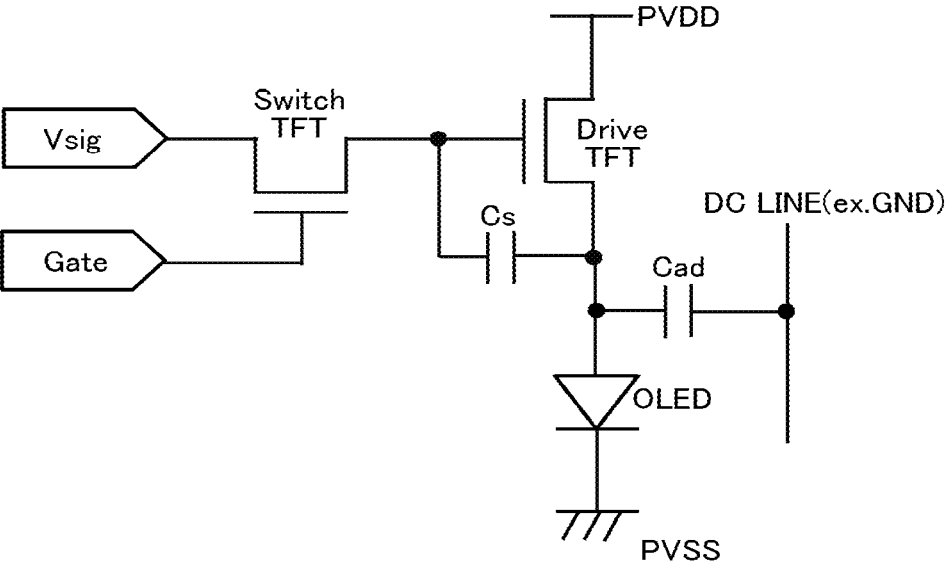 PVDD
Switch
TFT
Vsig
Drive
TFT
DC LINE(ex.GND)
Cs
Gate
Cad
OLED
PVSS